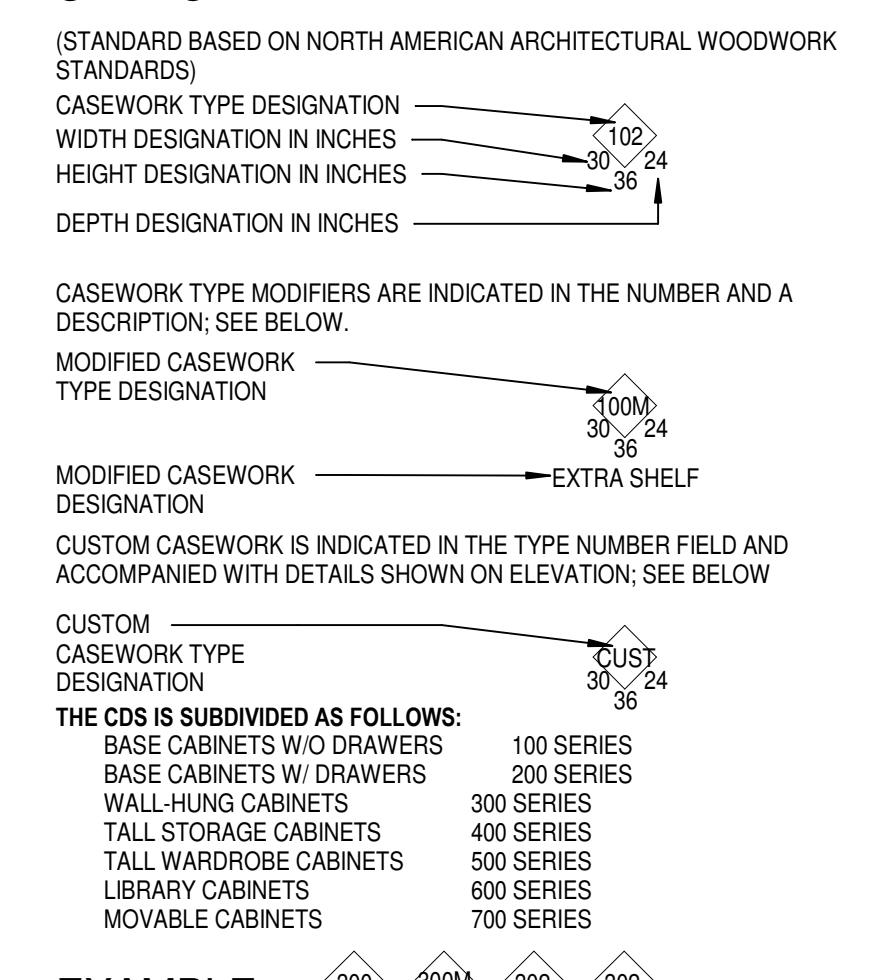 (STANDARD BASED ON NORTH AMERICAN ARCHITECTURAL WOODWORK
STANDARDS)
CASEWORK TYPE DESIGNATION
102
WIDTH DESIGNATION IN INCHES
30 24
HEIGHT DESIGNATION IN INCHES
36
DEPTH DESIGNATION IN INCHES
CASEWORK TYPE MODIFIERS ARE INDICATED IN THE NUMBER AND A
DESCRIPTION; SEE BELOW.
MODIFIED CASEWORK
TYPE DESIGNATION
100M
30 24
36
MODIFIED CASEWORK
DESIGNATION
EXTRA SHELF
CUSTOM CASEWORK IS INDICATED IN THE TYPE NUMBER FIELD AND
ACCOMPANIED WITH DETAILS SHOWN ON ELEVATION; SEE BELOW
CUSTOM
CASEWORK TYPE
DESIGNATION
CUST
30 24
36
THE CDS IS SUBDIVIDED AS FOLLOWS:
BASE CABINETS W/O DRAWERS 100 SERIES
BASE CABINETS W/ DRAWERS 200 SERIES
WALL-HUNG CABINETS 300 SERIES
TALL STORAGE CABINETS 400 SERIES
TALL WARDROBE CABINETS 500 SERIES
LIBRARY CABINETS 600 SERIES
MOVABLE CABINETS 700 SERIES